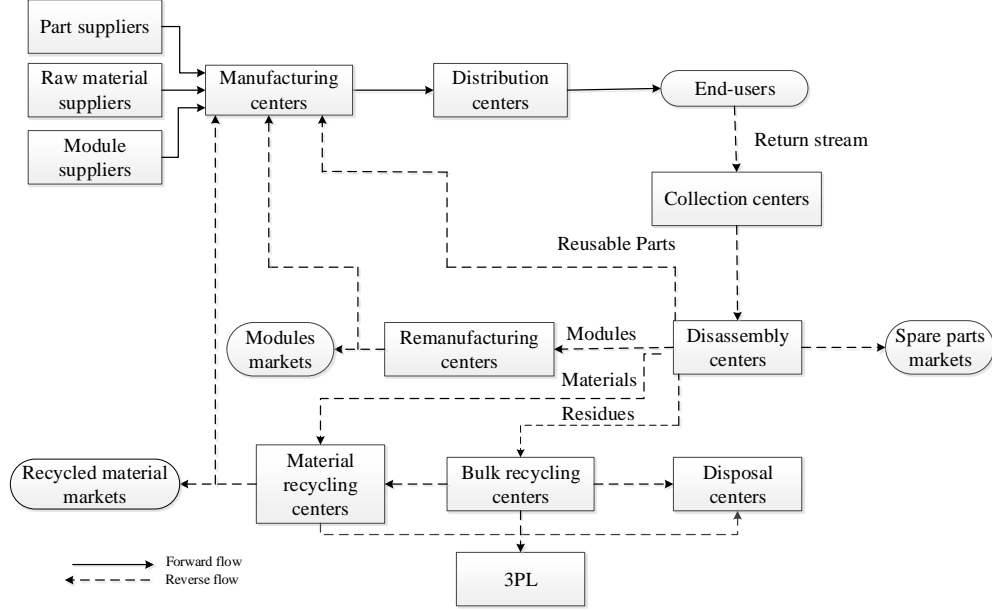 Part suppliers
Raw material
suppliers
Module
suppliers
Manufacturing
centers
Distribution
centers
End-users
Return stream
Collection centers
Reusable Parts
Modules
markets
Remanufacturing
centers
Modules
Disassembly
centers
Spare parts
markets
Materials
Residues
Recycled material
markets
Material
recycling
centers
Bulk recycling
centers
Disposal
centers
3PL
Forward flow
Reverse flow